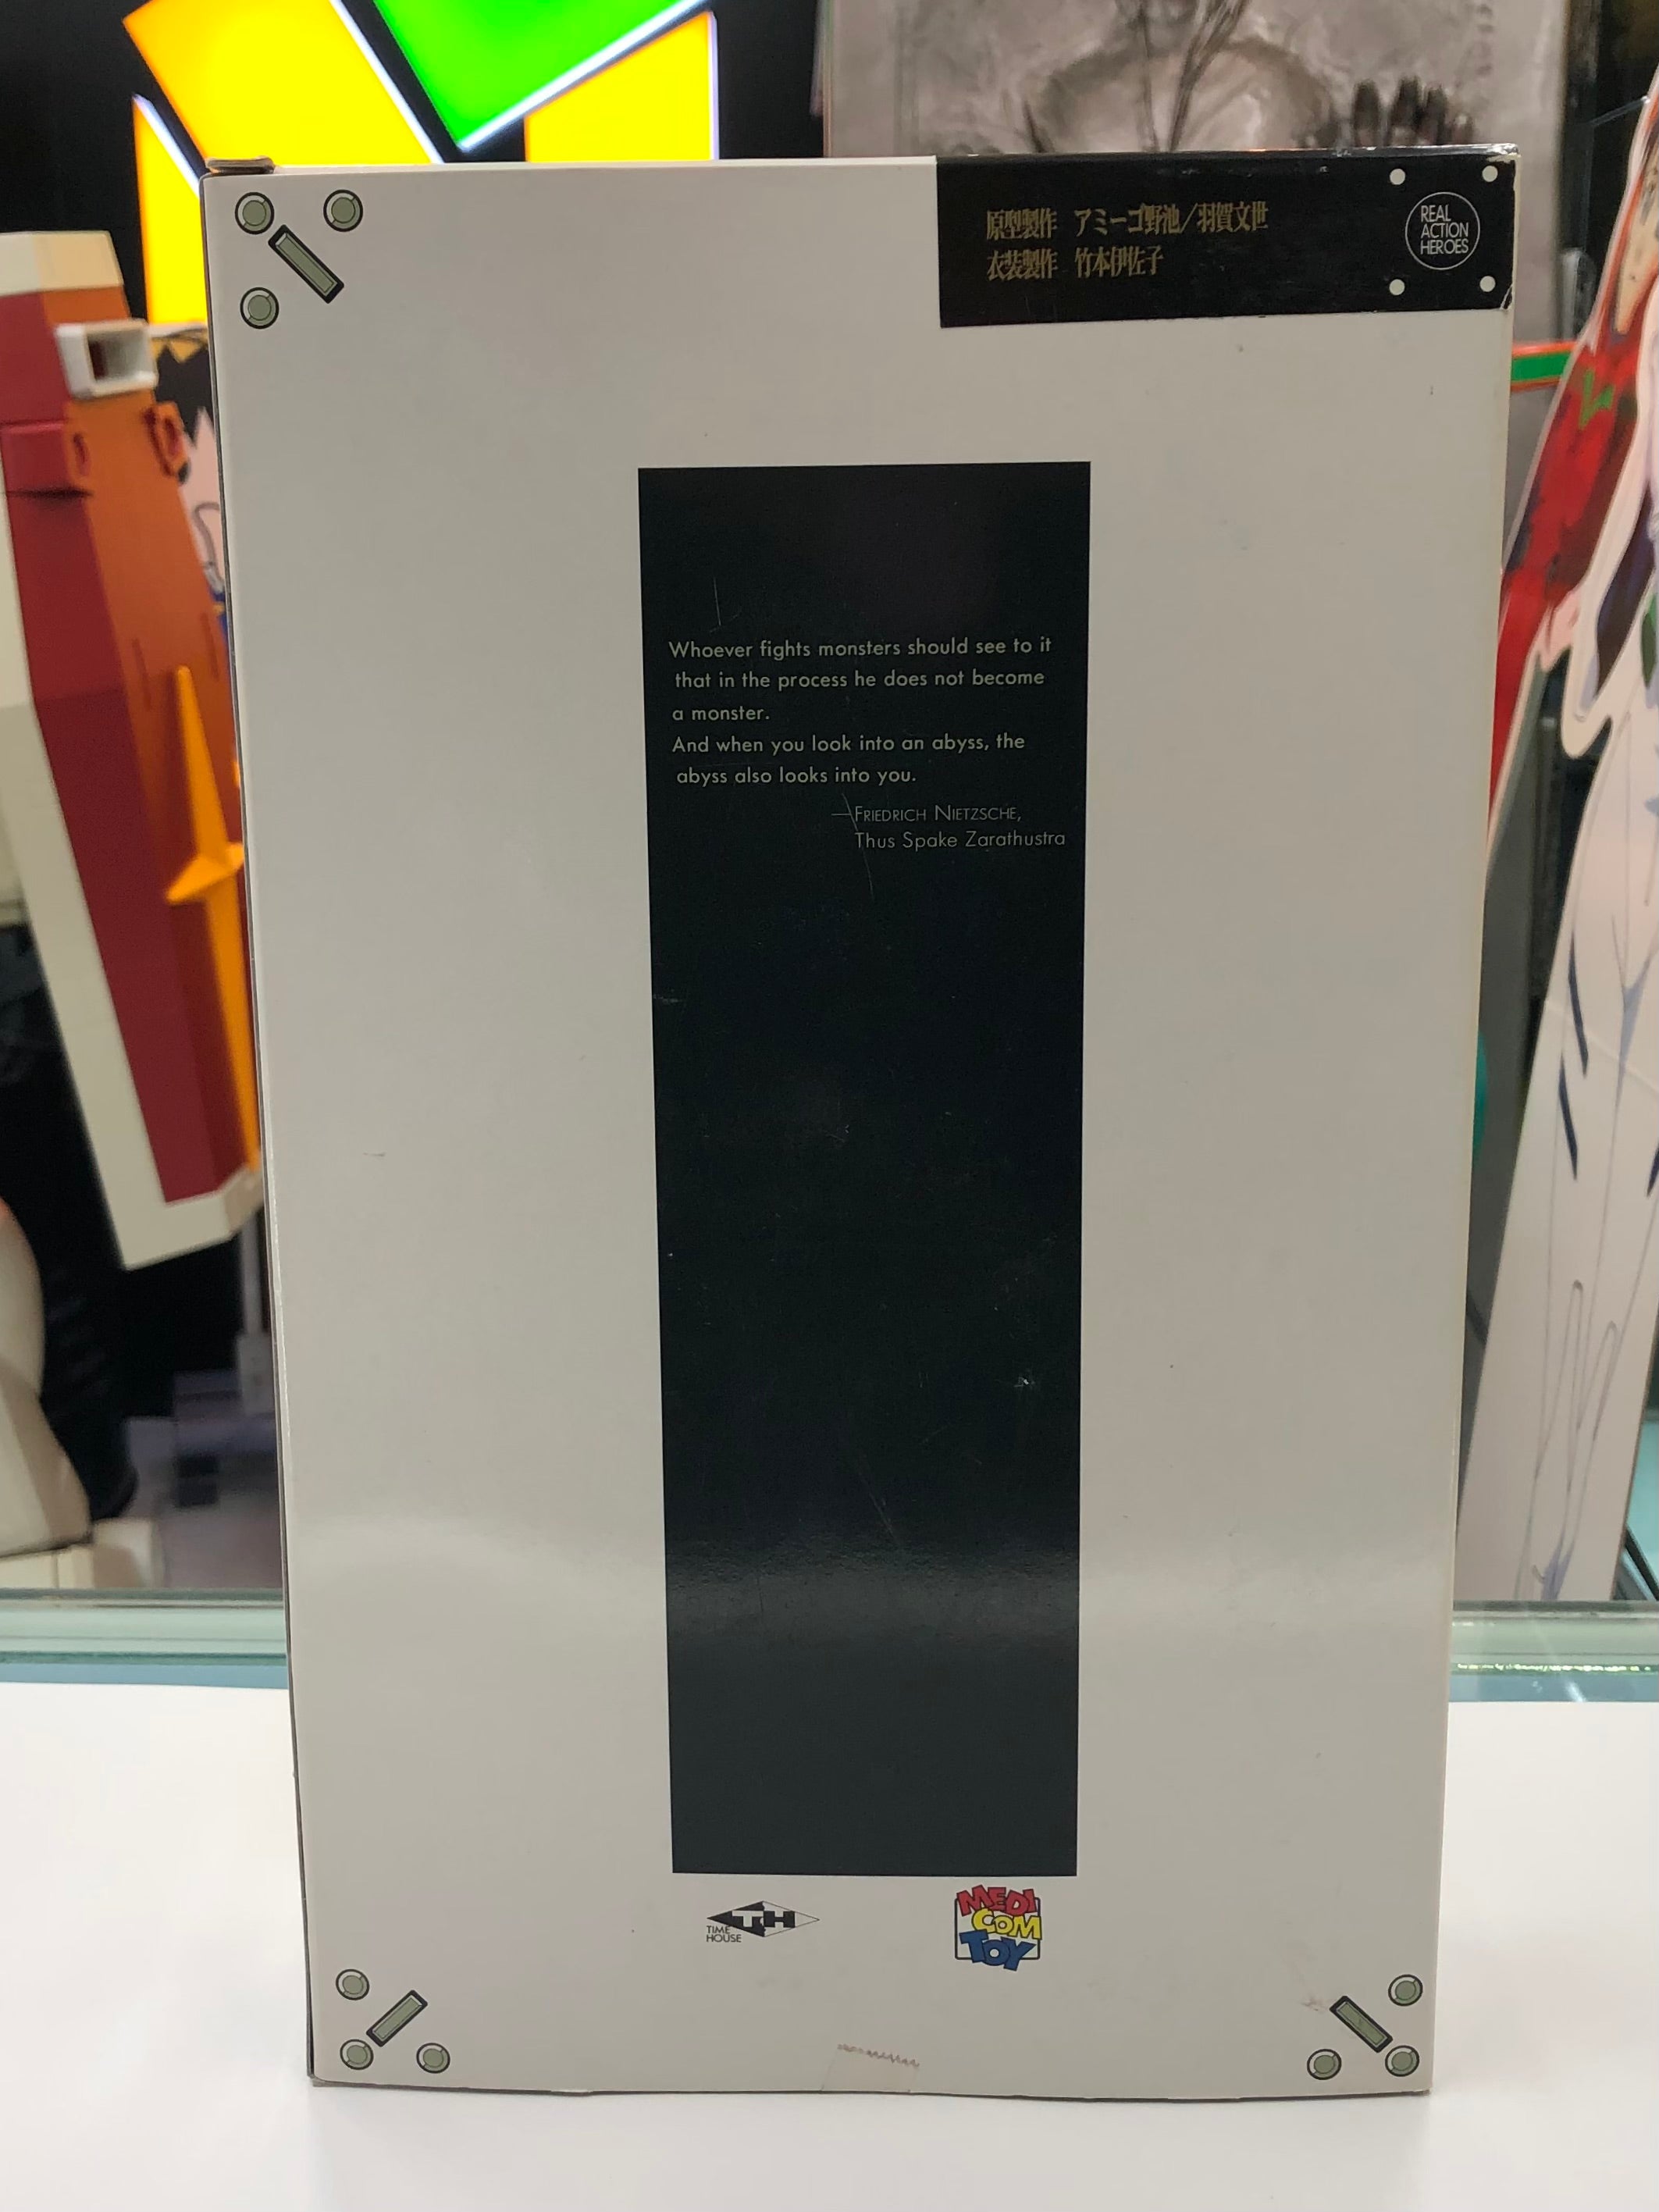 原型製作 アミーゴ野池/羽賀文世
衣装製作 竹本伊佐子
REAL
ACTION
HEROES
Whoever fights monsters should see to it
that in the process he does not become
a monster.
And when you look into an abyss, the
abyss also looks into you.
—FRIEDRICH NIETZSCHE,
Thus Spake Zarathustra
TH
TIME
HOUSE
MEDI
COM
TOY